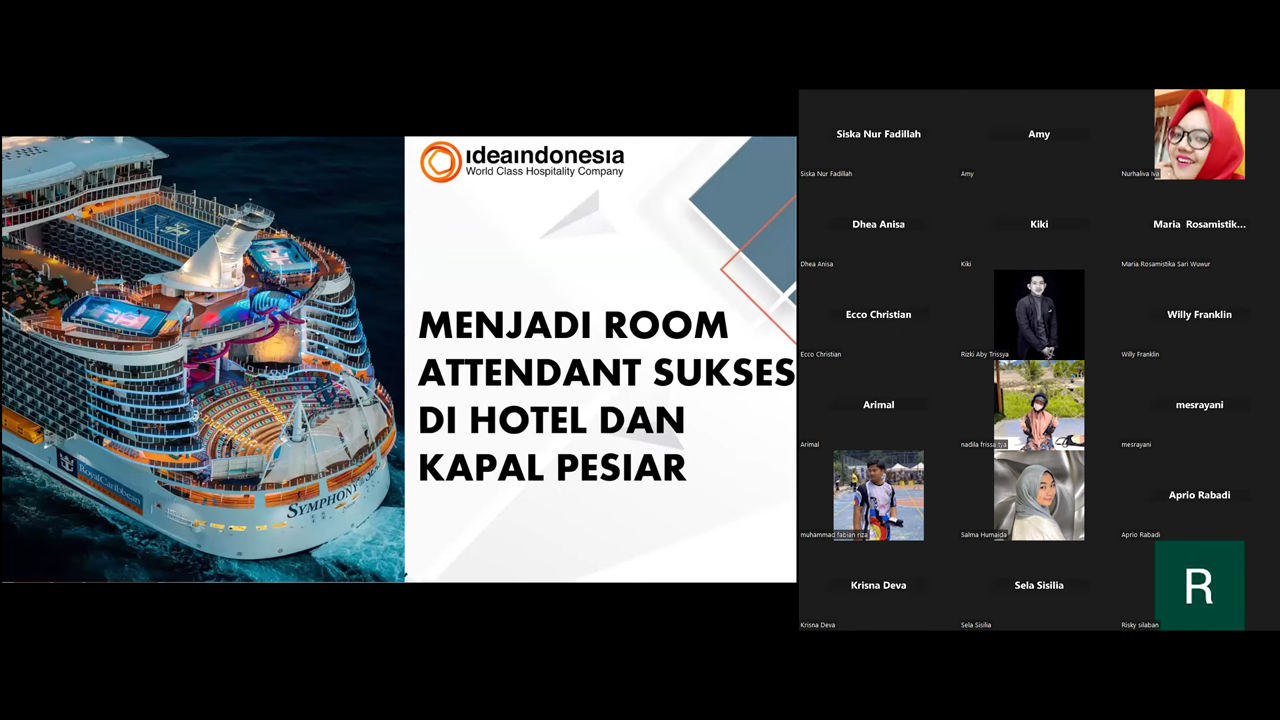 ideaindonesia
World Class Hospitality Company
MENJADI ROOM
ATTENDANT SUKSES
DI HOTEL DAN
KAPAL PESIAR
RoyalCaribbean
SYMPHONY
Siska Nur Fadillah
Siska Nur Fadillah
Amy
Amy
Nurhaliva Iva
Dhea Anisa
Dhea Anisa
Kiki
Kiki
Maria Rosamistik...
Maria Rosamistika Sari Wuwur
Ecco Christian
Ecco Christian
Rizki Aby Trissya
Willy Franklin
Willy Franklin
Arimal
Arimal
nadila frissa tya
mesrayani
mesrayani
muhammad fabian riza
Salma Humaida
Aprio Rabadi
Aprio Rabadi
Krisna Deva
Krisna Deva
Sela Sisilia
Sela Sisilia
R
Risky silaban